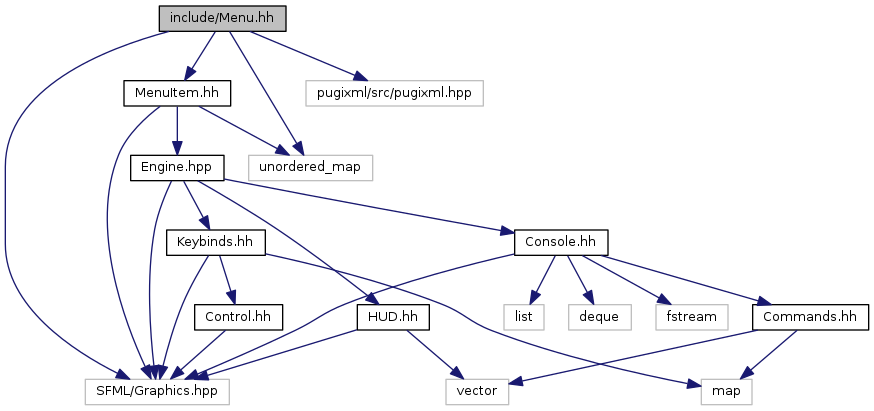 include/Menu.hh
MenuItem.hh
pugixml/src/pugixml.hpp
Engine.hpp
unordered_map
Keybinds.hh
Console.hh
Control.hh
HUD.hh
list
deque
fstream
Commands.hh
SFML/Graphics.hpp
vector
map